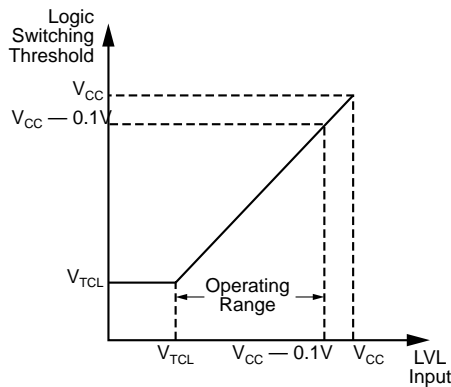 Logic
Switching
Threshold
V_CC
V_CC — 0.1V
V_TCL
Operating
Range
V_TCL
V_CC — 0.1V
V_CC
LVL
Input